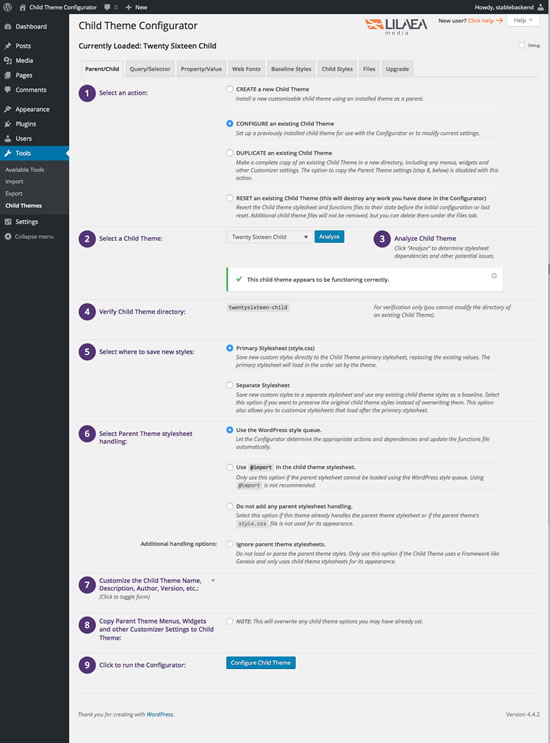 Child Theme Configurator
0
New
Howdy, stablebackend
Dashboard
Posts
Media
Pages
Comments
Appearance
Plugins
Users
Tools
Available Tools
Import
Export
Child Themes
Settings
Collapse menu
Child Theme Configurator
LILAEA
media
New user? Click help
Help
Currently Loaded: Twenty Sixteen Child
Debug
Parent/Child
Query/Selector
Property/Value
Web Fonts
Baseline Styles
Child Styles
Files
Upgrade
1
Select an action:
CREATE a new Child Theme
Install a new customizable child theme using an installed theme as a parent.
CONFIGURE an existing Child Theme
Set up a previously installed child theme for use with the Configurator or to modify current settings.
DUPLICATE an existing Child Theme
Make a complete copy of an existing Child Theme in a new directory, including any menus, widgets and
other Customizer settings. The option to copy the Parent Theme settings (step 8, below) is disabled with this
action.
RESET an existing Child Theme (this will destroy any work you have done in the Configurator)
Revert the Child theme stylesheet and functions files to their state before the initial configuration or last
reset. Additional child theme files will not be removed, but you can delete them under the Files tab.
2
Select a Child Theme:
Twenty Sixteen Child
Analyze
3
Analyze Child Theme
Click "Analyze" to determine stylesheet
dependencies and other potential issues.
This child theme appears to be functioning correctly.
4
Verify Child Theme directory:
twentysixteen-child
For verification only (you cannot modify the directory of
an existing Child Theme).
5
Select where to save new styles:
Primary Stylesheet (style.css)
Save new custom styles directly to the Child Theme primary stylesheet, replacing the existing values. The
primary stylesheet will load in the order set by the theme.
Separate Stylesheet
Save new custom styles to a separate stylesheet and use any existing child theme styles as a baseline. Select
this option if you want to preserve the original child theme styles instead of overwriting them. This option
also allows you to customize stylesheets that load after the primary stylesheet.
6
Select Parent Theme stylesheet
handling:
Use the WordPress style queue.
Let the Configurator determine the appropriate actions and dependencies and update the functions file
automatically.
Use @import in the child theme stylesheet.
Only use this option if the parent stylesheet cannot be loaded using the WordPress style queue. Using
@import is not recommended.
Do not add any parent stylesheet handling.
Select this option if this theme already handles the parent theme stylesheet or if the parent theme's
style.css file is not used for its appearance.
Additional handling options:
Ignore parent theme stylesheets.
Do not load or parse the parent theme styles. Only use this option if the Child Theme uses a Framework like
Genesis and only uses child theme stylesheets for its appearance.
7
Customize the Child Theme Name,
Description, Author, Version, etc.:
(Click to toggle form)
8
Copy Parent Theme Menus, Widgets
and other Customizer Settings to Child
Theme:
NOTE: This will overwrite any child theme options you may have already set.
9
Click to run the Configurator:
Configure Child Theme
Thank you for creating with WordPress.
Version 4.4.2